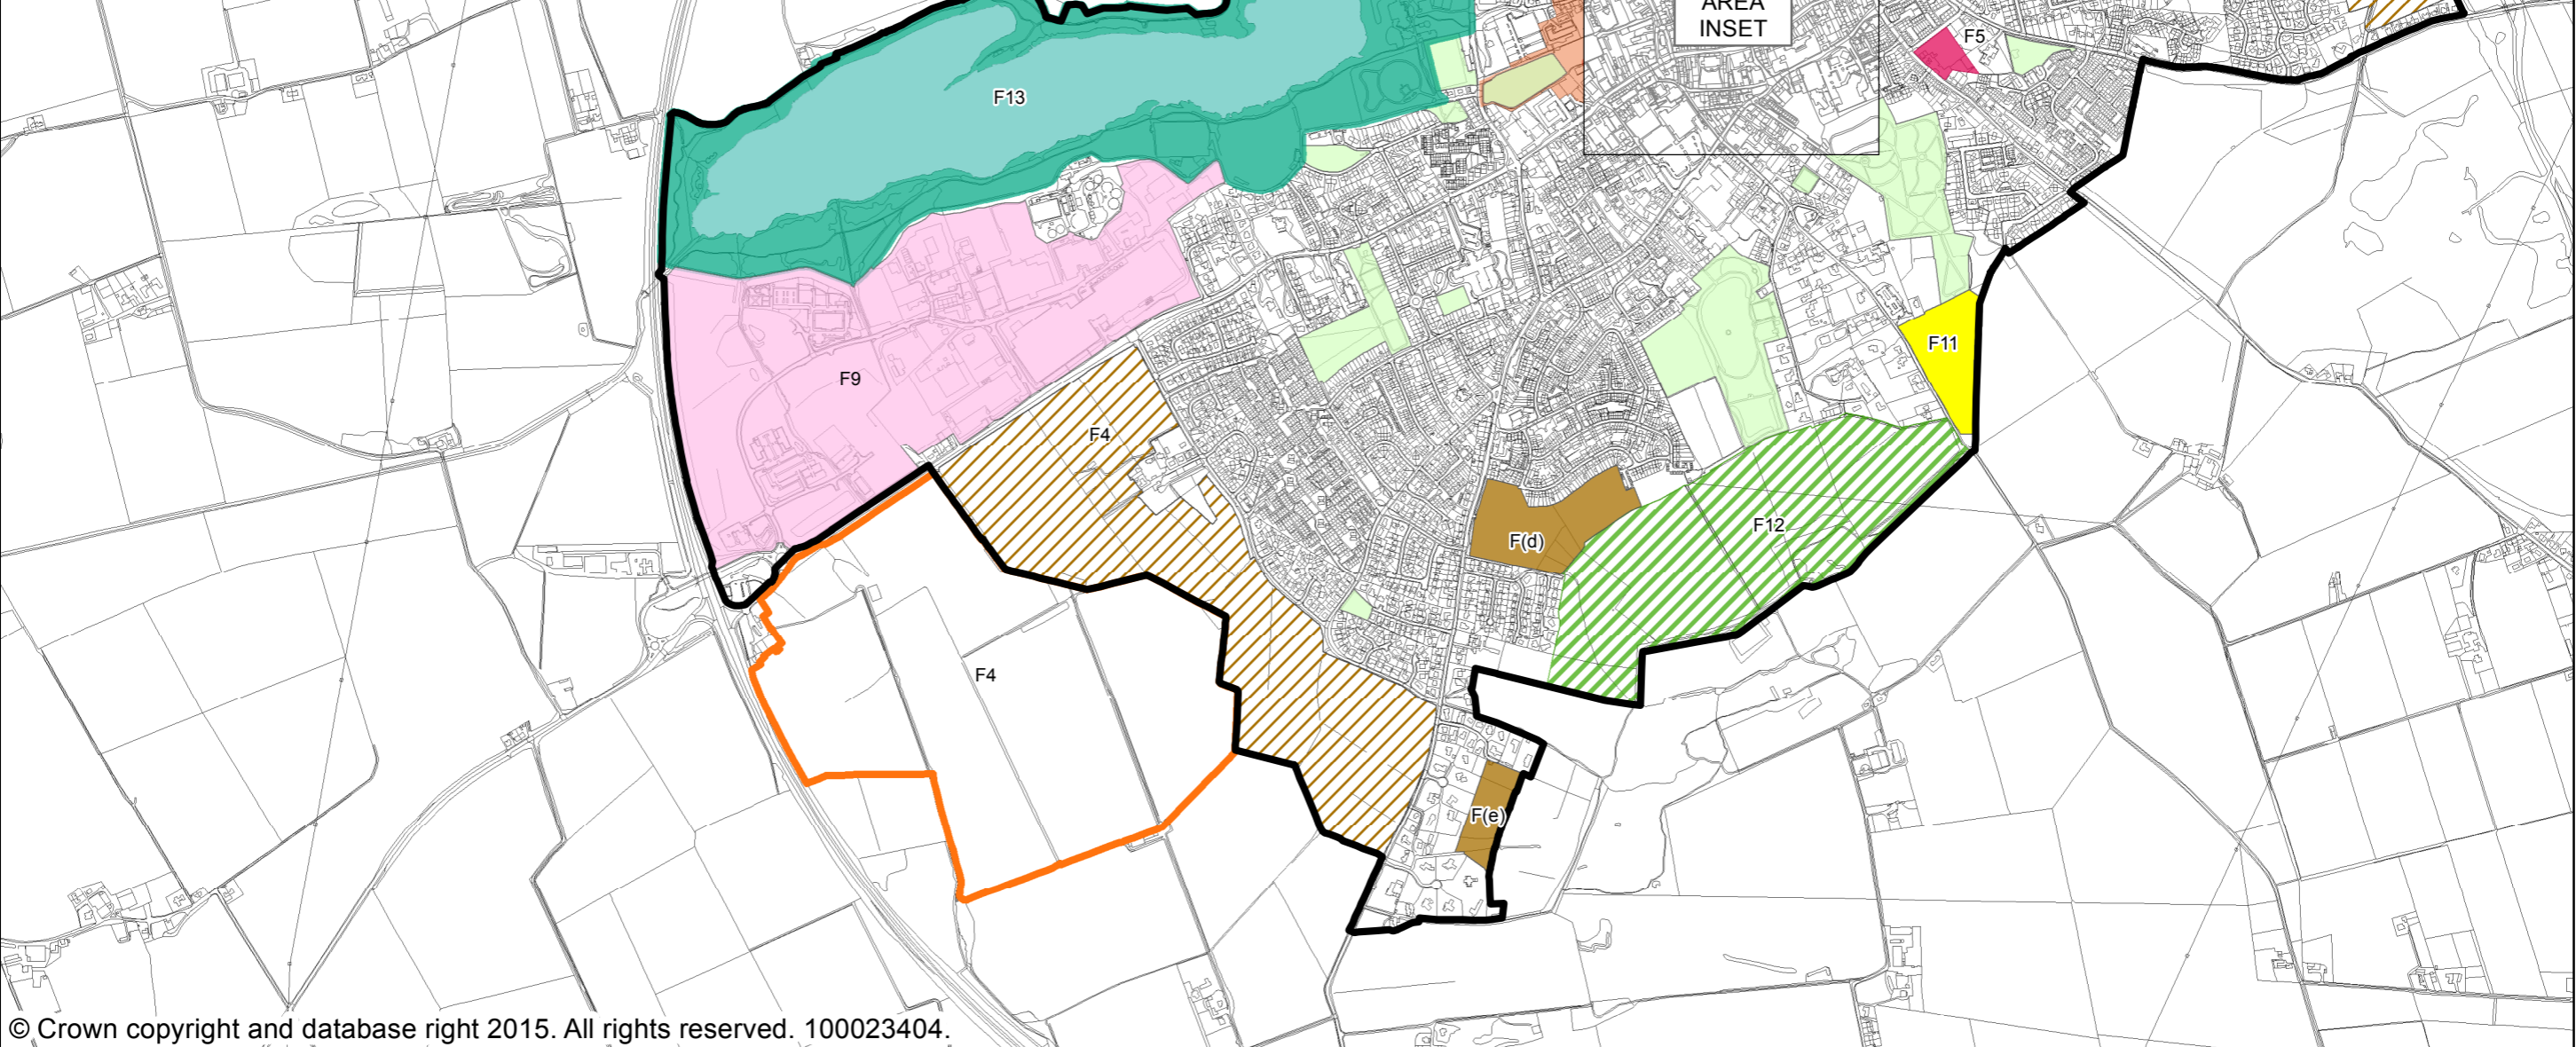 AREA
INSET
F5
F13
F11
F9
F4
F12
F(d)
F4
F(e)
© Crown copyright and database right 2015. All rights reserved. 100023404.